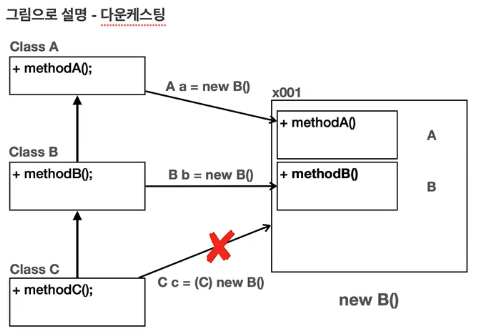 그림으로 설명 - 다운케스팅
Class A
+ methodA();
A a = new B()
x001
+ methodA()
A
Class B
+ methodB();
B b = new B()
+ methodB()
B
Class C
+ methodC();
C c = (C) new B()
new B()